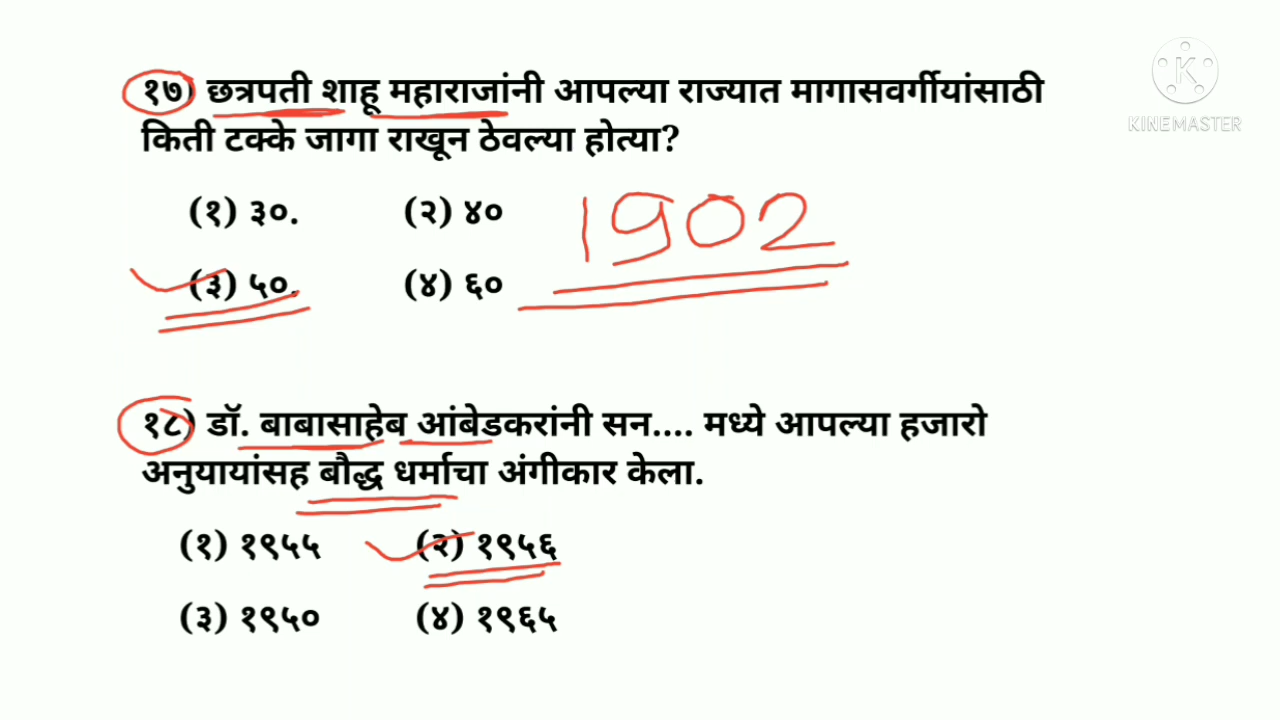 १७) छत्रपती शाहू महाराजांनी आपल्या राज्यात मागासवर्गीयांसाठी
किती टक्के जागा राखून ठेवल्या होत्या?
(१) ३०. (२) ४०
1902
(३) ५०. (४) ६०
१८) डॉ. बाबासाहेब आंबेडकरांनी सन.... मध्ये आपल्या हजारो
अनुयायांसह बौद्ध धर्माचा अंगीकार केला.
(१) १९५५ (२) १९५६
(३) १९५० (४) १९६५
K
KINEMASTER